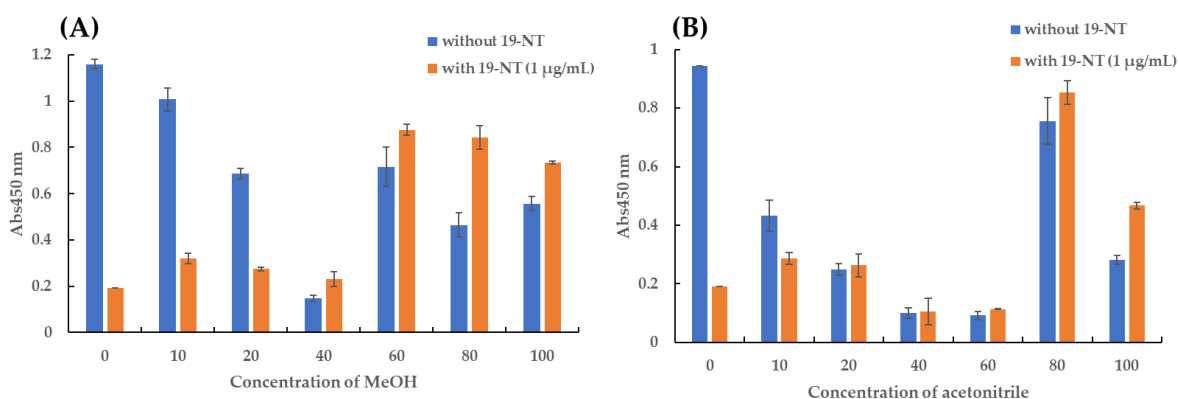 (A)
without 19-NT
with 19-NT (1 μg/mL)
1.2
1
0.8
0.6
0.4
0.2
0
Abs450 nm
0 10 20 40 60 80 100
Concentration of MeOH
(B)
without 19-NT
with 19-NT (1 μg/mL)
1
0.8
0.6
0.4
0.2
0
Abs450 nm
0 10 20 40 60 80 100
Concentration of acetonitrile